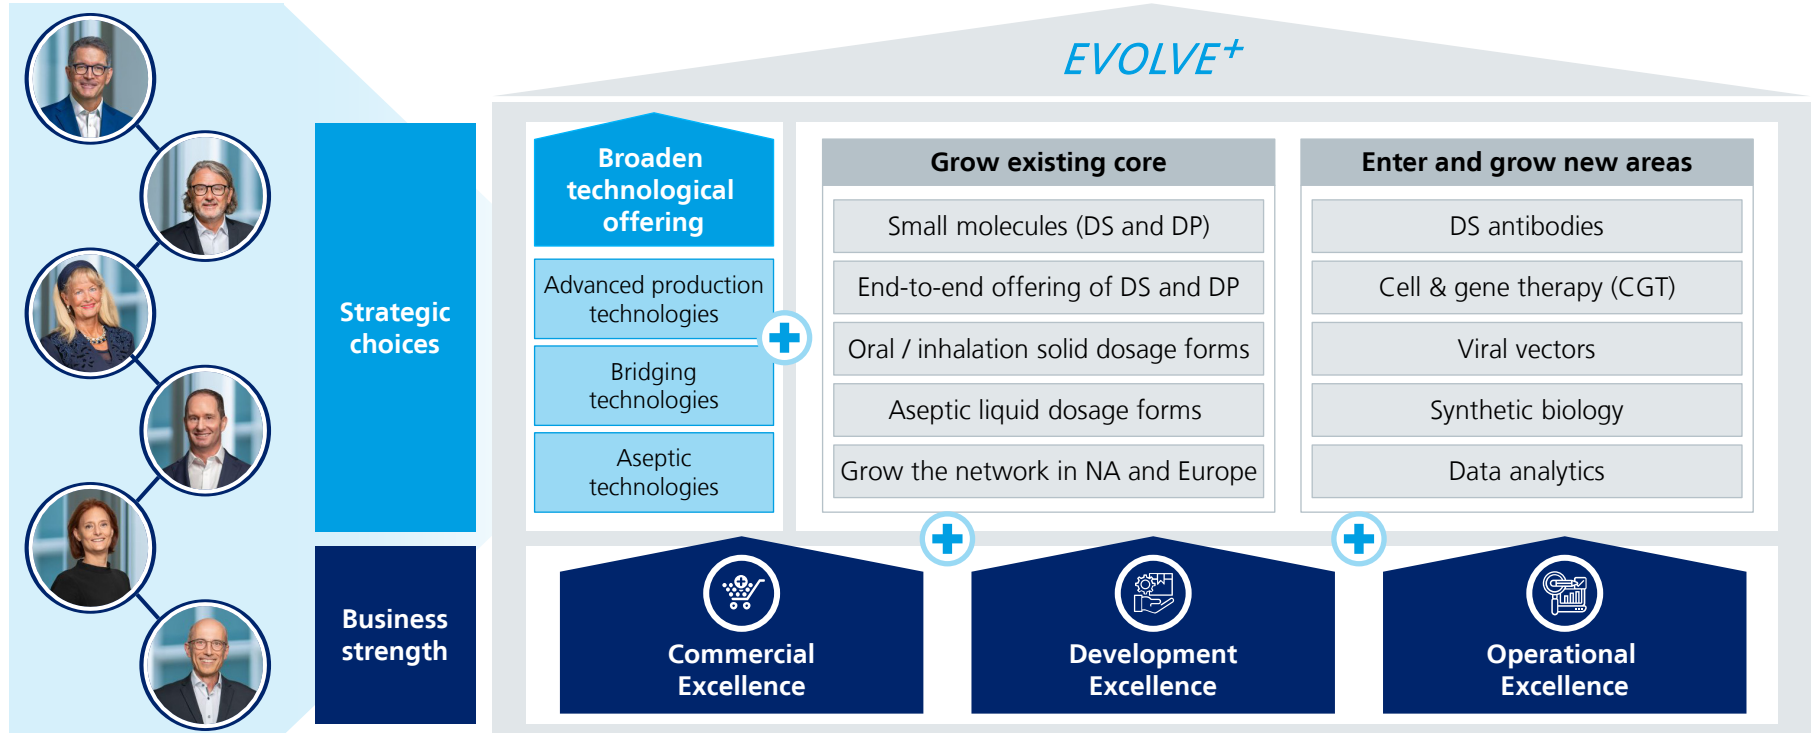 EVOLVE+
Strategic
choices
Broaden
technological
offering
Advanced production
technologies
Bridging
technologies
Aseptic
technologies
Grow existing core
Small molecules (DS and DP)
End-to-end offering of DS and DP
Oral / inhalation solid dosage forms
Aseptic liquid dosage forms
Grow the network in NA and Europe
Enter and grow new areas
DS antibodies
Cell & gene therapy (CGT)
Viral vectors
Synthetic biology
Data analytics
Business
strength
Commercial
Excellence
Development
Excellence
Operational
Excellence